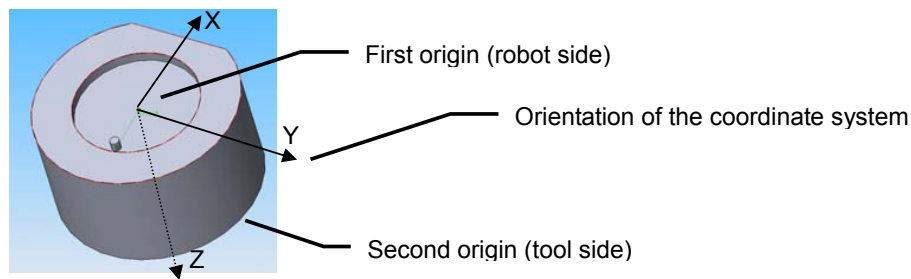 X
First origin (robot side)
Y
Orientation of the coordinate system
Second origin (tool side)
Z